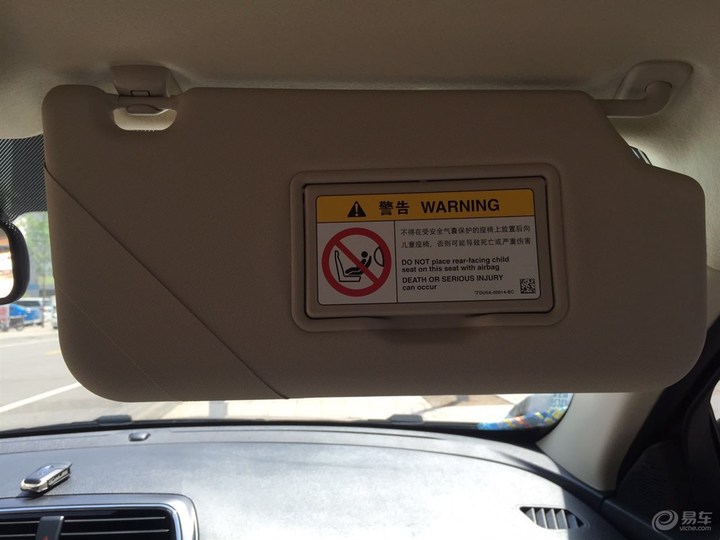 警告 WARNING
不得在受安全气囊保护的座椅上放置后向
儿童座椅，否则可能导致死亡或严重伤害
DO NOT place rear-facing child
seat on this seat with airbag
DEATH OR SERIOUS INJURY
can occur
易车
yiche.com